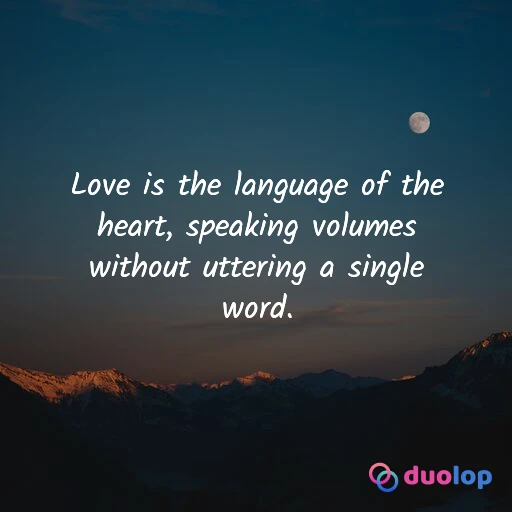 Love is the language of the
heart, speaking volumes
without uttering a single
word.
duolop